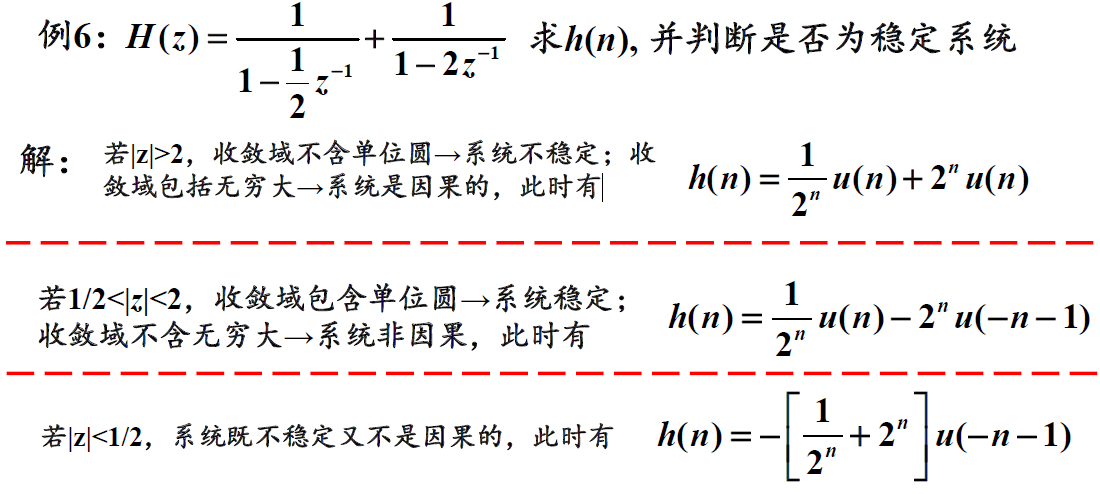 例6：H(z) = \frac{1}{1-\frac{1}{2}z^{-1}} + \frac{1}{1-2z^{-1}} 求h(n), 并判断是否为稳定系统
解：若|z|>2，收敛域不含单位圆→系统不稳定；收
敛域包括无穷大→系统是因果的，此时有
h(n) = \frac{1}{2^n}u(n) + 2^n u(n)
若1/2<|z|<2，收敛域包含单位圆→系统稳定；
收敛域不含无穷大→系统非因果，此时有
h(n) = \frac{1}{2^n}u(n) - 2^n u(-n-1)
若|z|<1/2，系统既不稳定又不是因果的，此时有
h(n) = -\left[\frac{1}{2^n} + 2^n\right]u(-n-1)